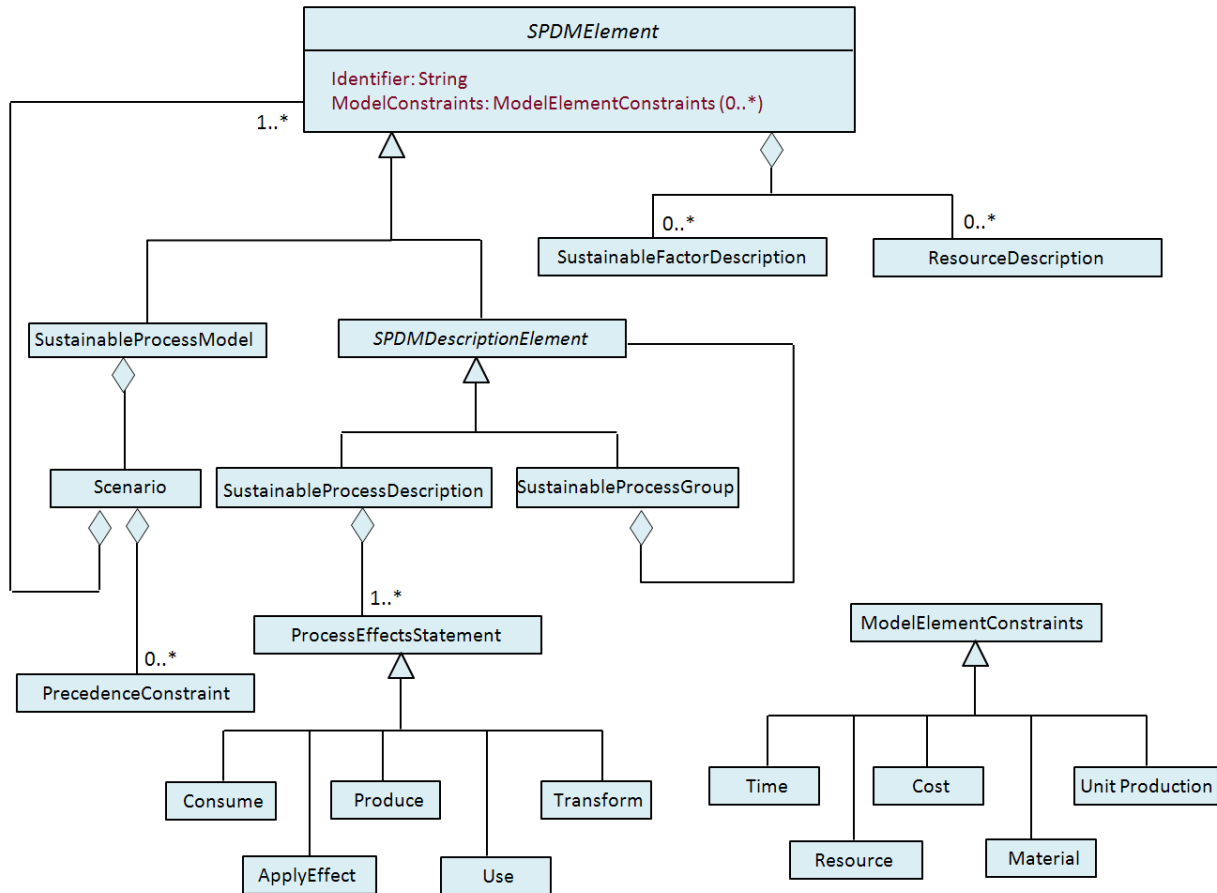 SPDMElement
Identifier: String
ModelConstraints: ModelElementConstraints (0..*)
1..*
0..*
0..*
SustainableFactorDescription
ResourceDescription
SustainableProcessModel
SPDMDescriptionElement
Scenario
SustainableProcessDescription
SustainableProcessGroup
1..*
ProcessEffectsStatement
ModelElementConstraints
0..*
PrecedenceConstraint
Consume
Produce
Transform
Time
Cost
Unit Production
ApplyEffect
Use
Resource
Material